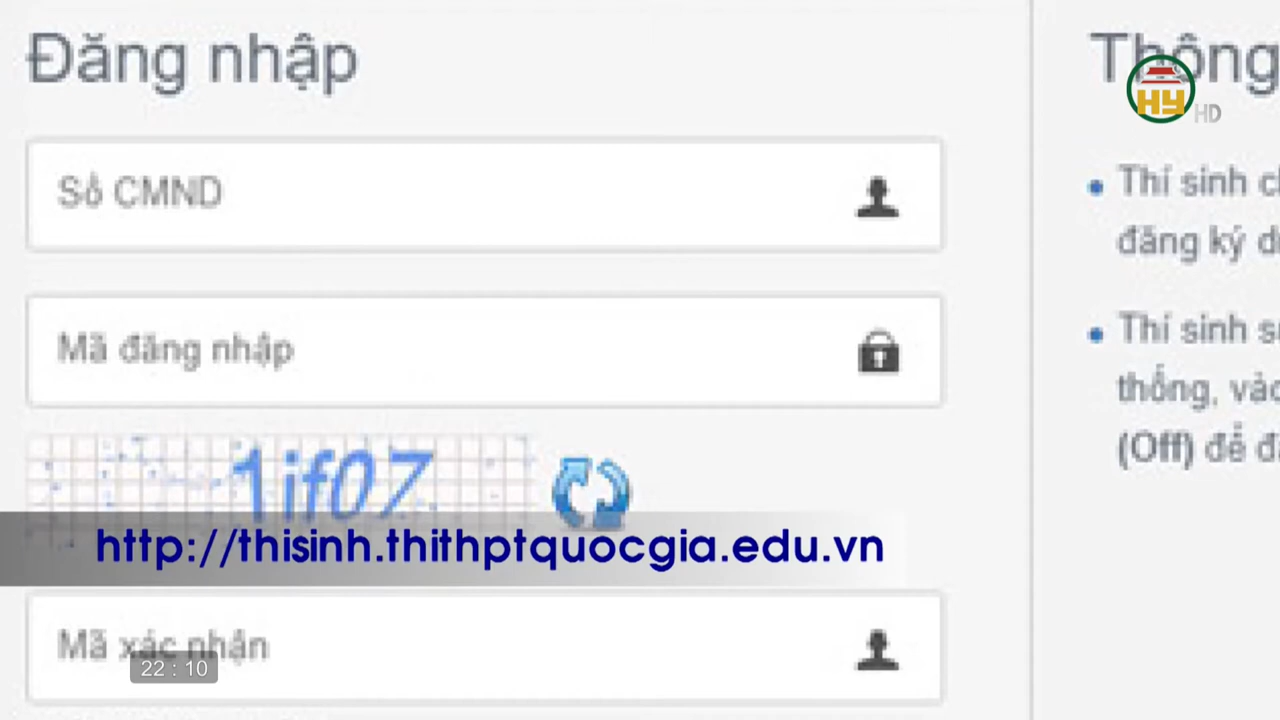 Đăng nhập
Số CMND
Mã đăng nhập
1if07
http://thisinh.thithptquocgia.edu.vn
Mã xác nhận
22 : 10
Thông
HY HD
Thí sinh
đăng ký
Thí sinh
thống,
(Off) để